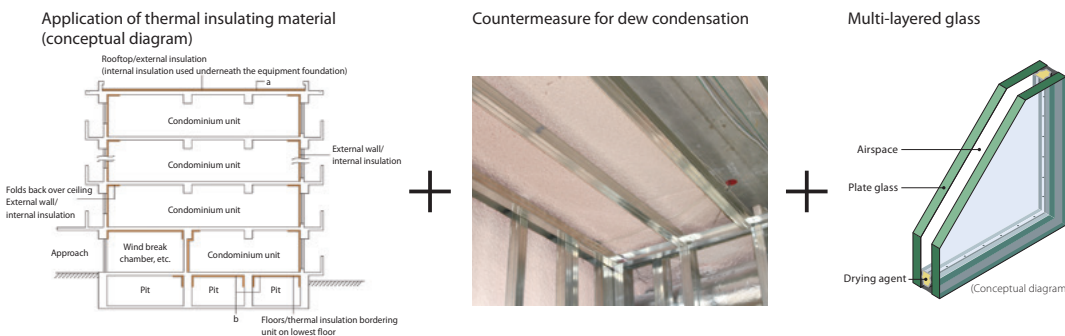 Application of thermal insulating material
(conceptual diagram)
Rooftop/external insulation
(internal insulation used underneath the equipment foundation)
a
Condominium unit
Condominium unit
External wall/
internal insulation
Folds back over ceiling
External wall/
internal insulation
Condominium unit
Approach
Wind break
chamber, etc.
Condominium unit
Pit
Pit
Pit
b
Floors/thermal insulation bordering
unit on lowest floor
+
Countermeasure for dew condensation
+
Multi-layered glass
Airspace
Plate glass
Drying agent
(Conceptual diagram)